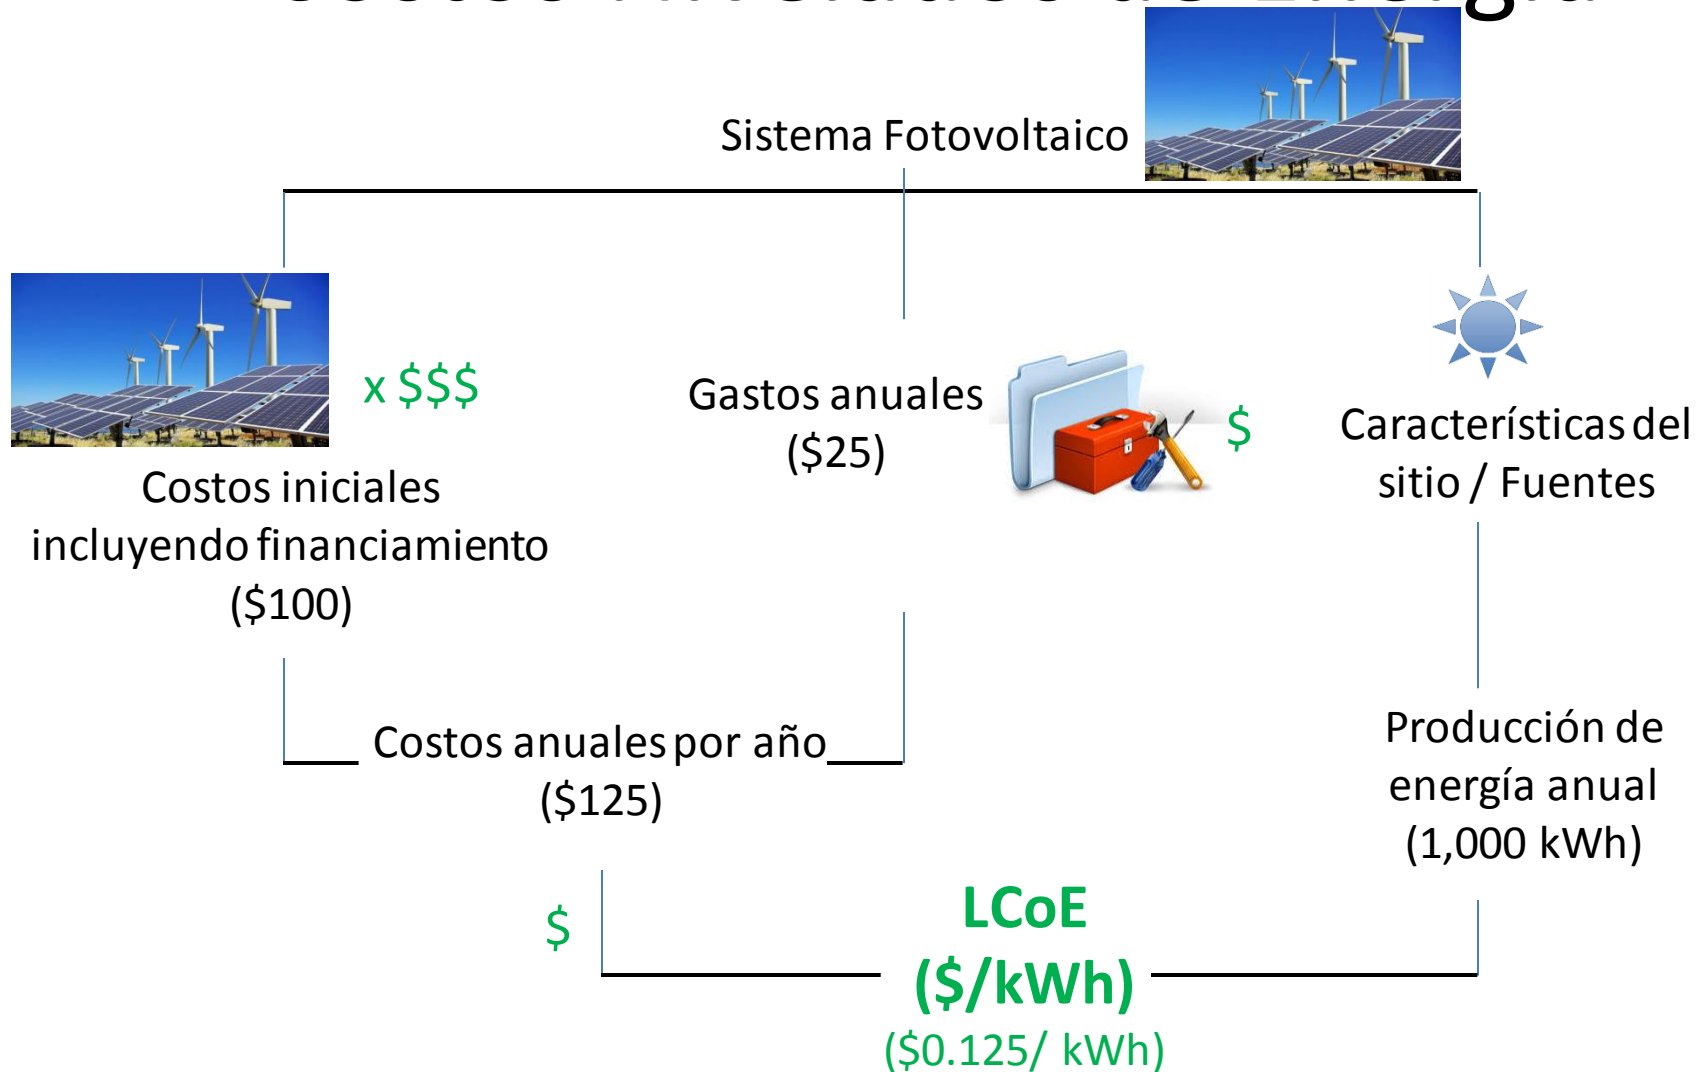 Sistema Fotovoltaico
x $$$
Gastos anuales
($25)
$
Características del
sitio / Fuentes
Costos iniciales
incluyendo financiamiento
($100)
Costos anuales por año
($125)
Producción de
energía anual
(1,000 kWh)
$
LCoE
($/kWh)
($0.125/ kWh)